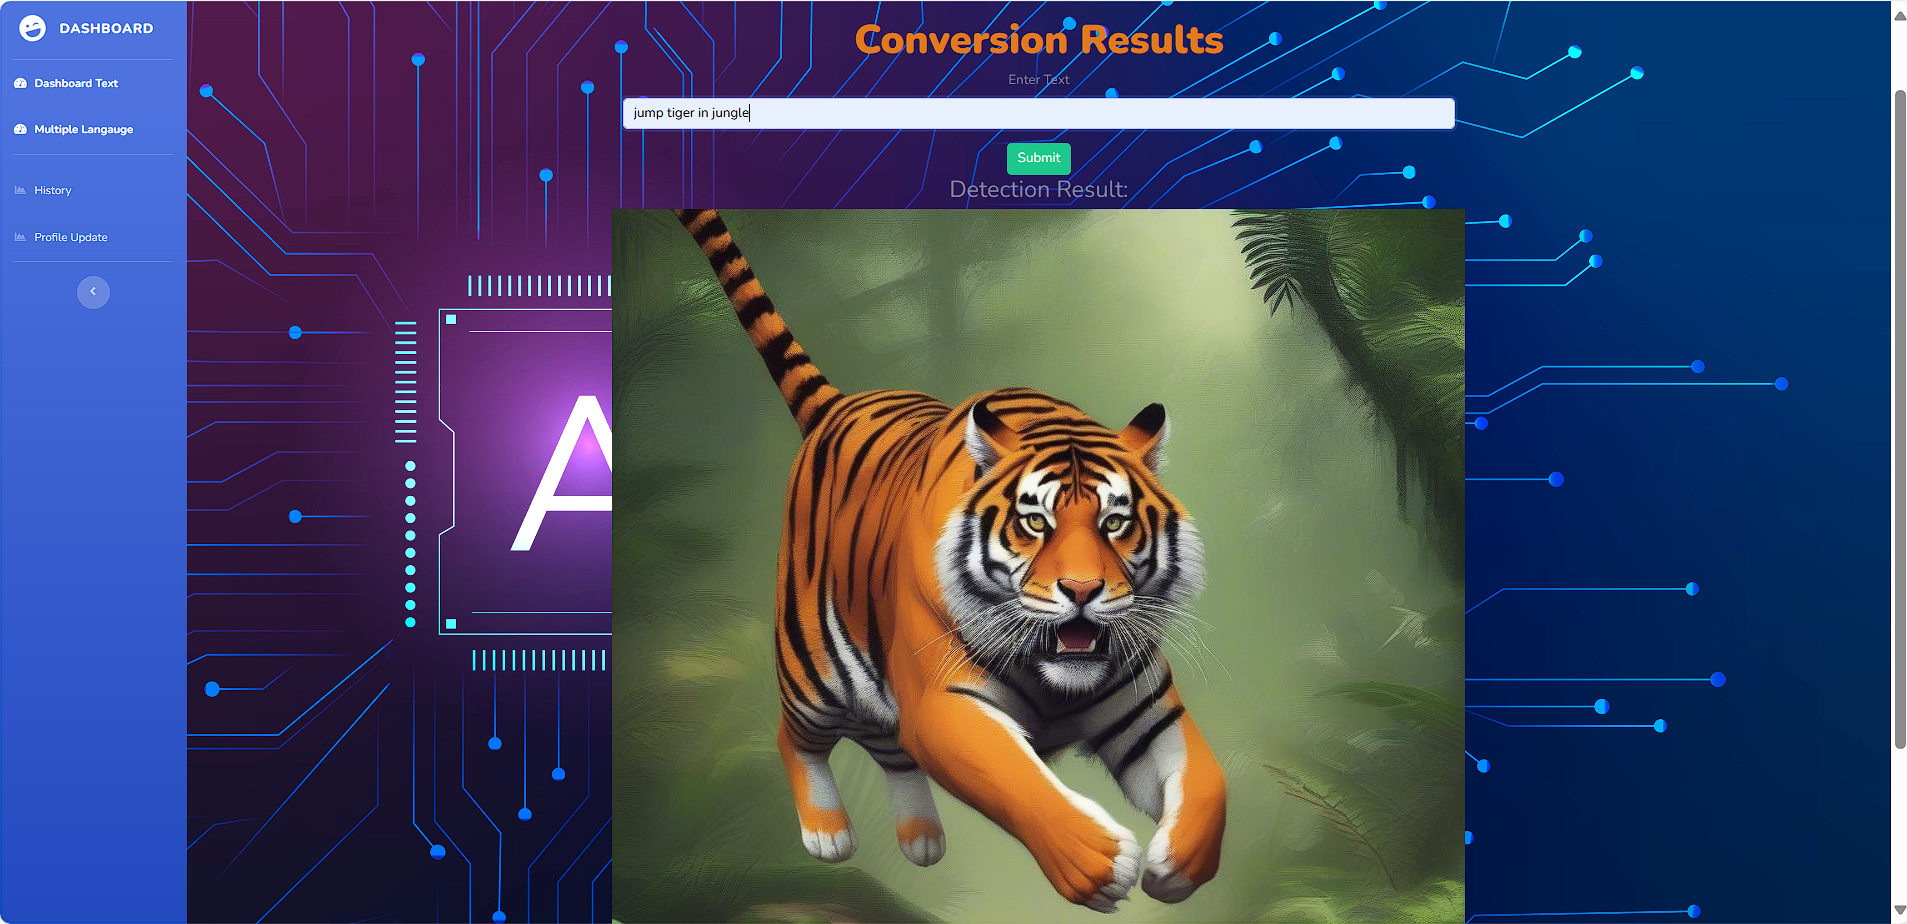 DASHBOARD
Dashboard Text
Multiple Langauge
History
Profile Update
Conversion Results
Enter Text
jump tiger in jungle
Submit
Detection Result:
A